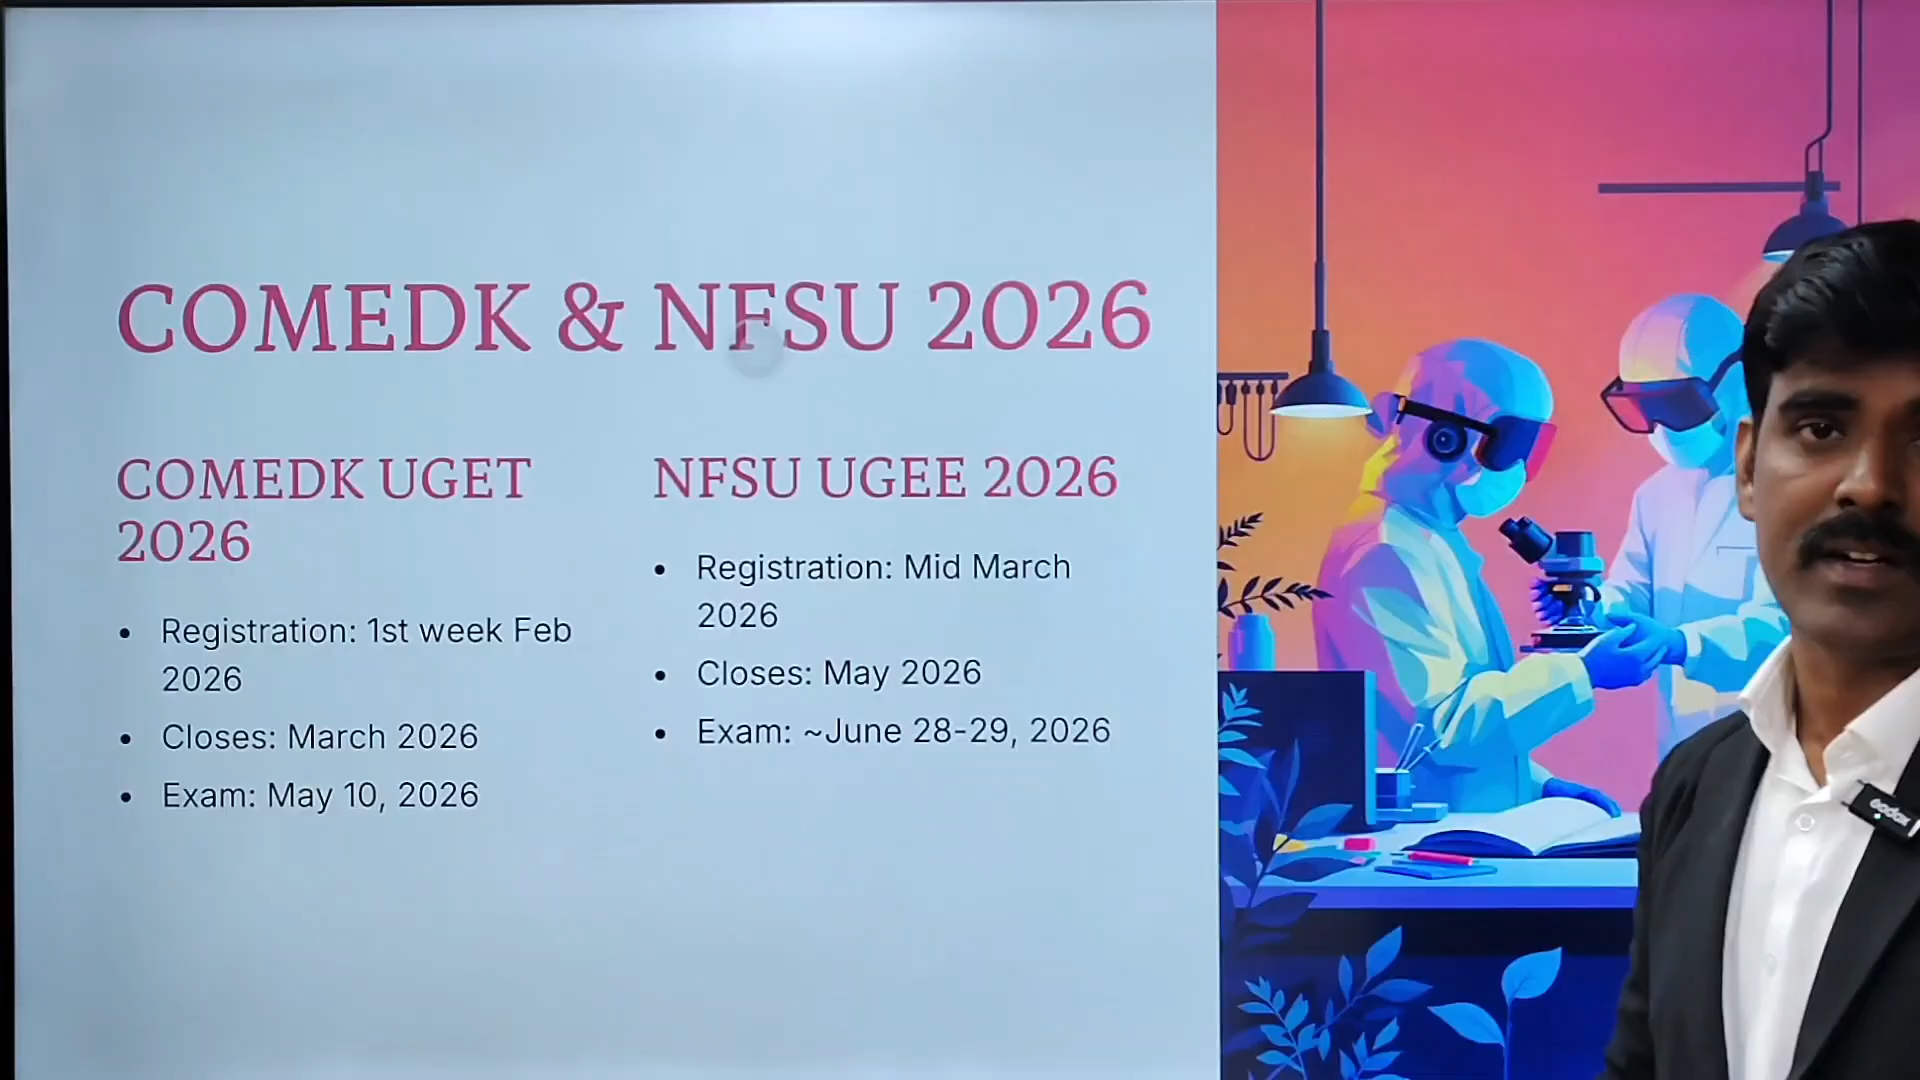 COMEDK & NFSU 2026
COMEDK UGET
2026
• Registration: 1st week Feb
2026
• Closes: March 2026
• Exam: May 10, 2026
NFSU UGEE 2026
• Registration: Mid March
2026
• Closes: May 2026
• Exam: ~June 28-29, 2026
Godox